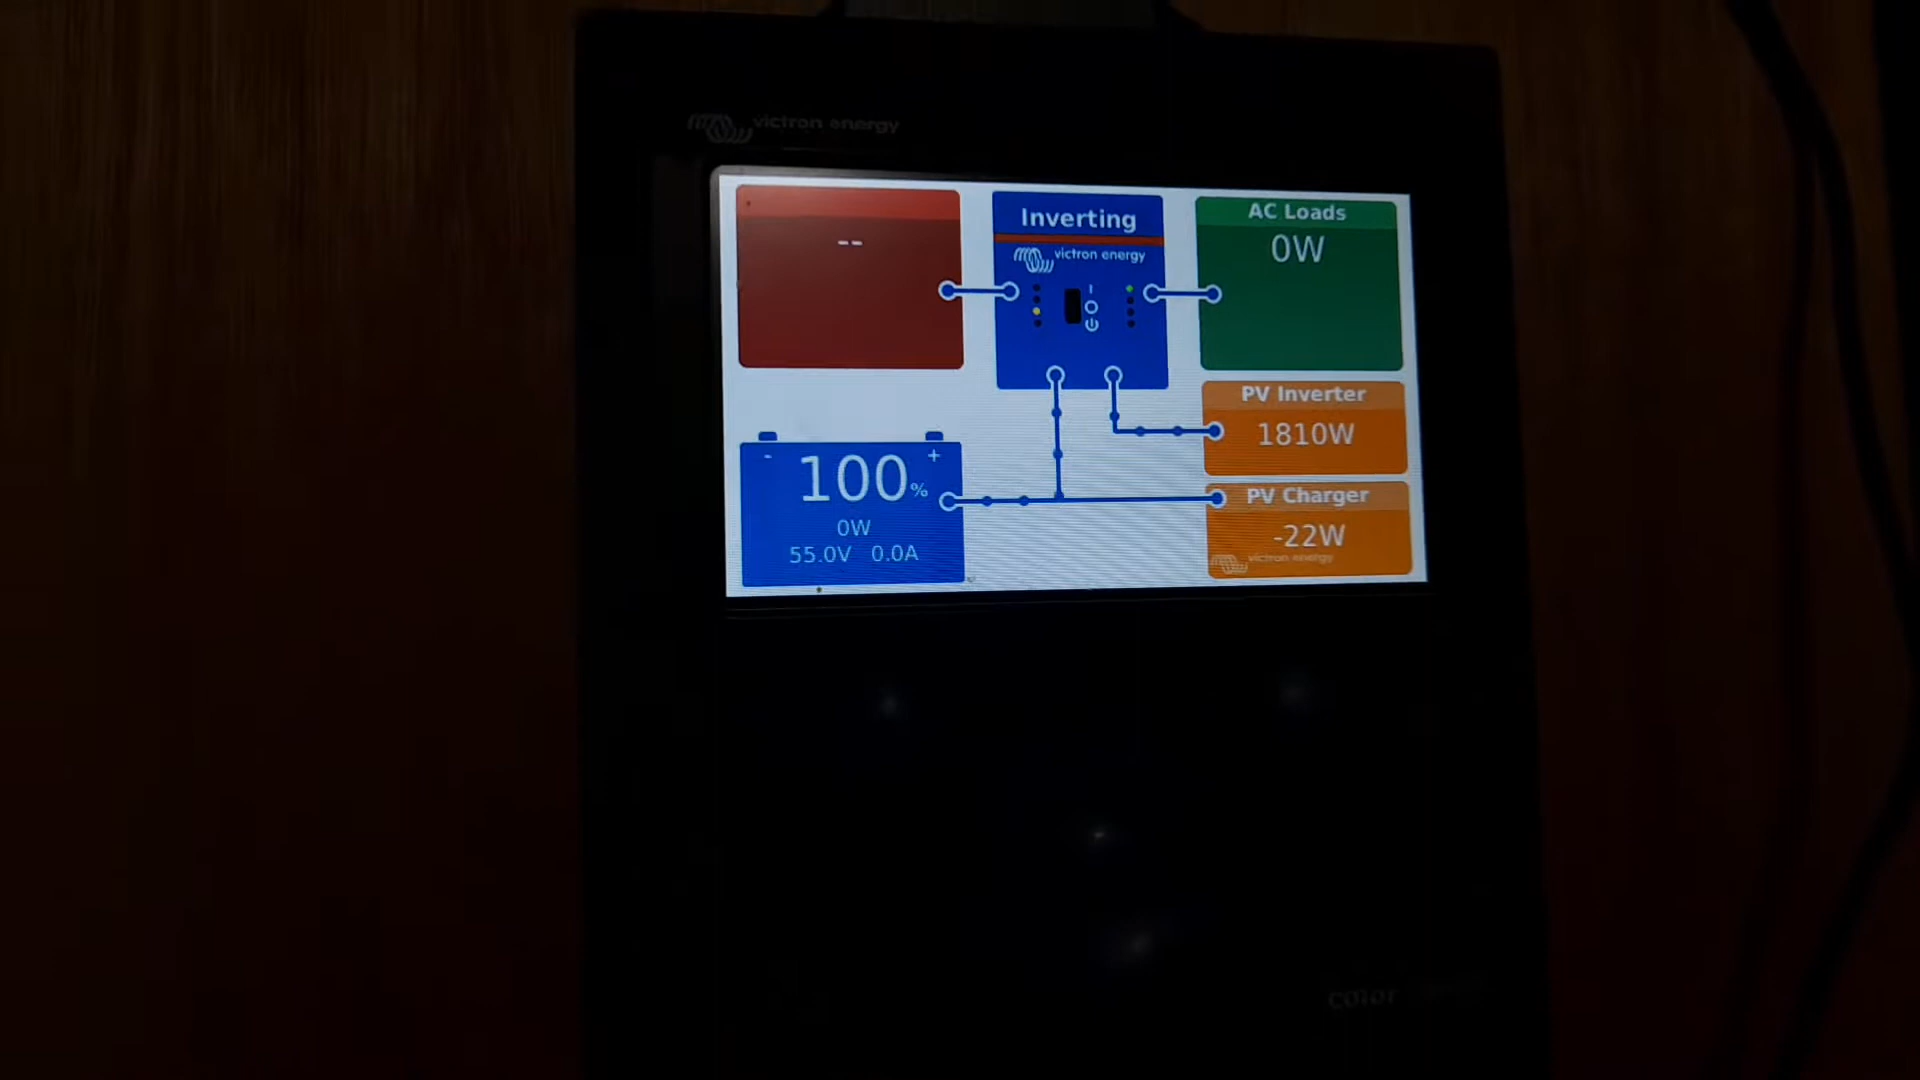 victron energy
--
Inverting
victron energy
AC Loads
0W
PV Inverter
1810W
- 100% +
0W
55.0V 0.0A
PV Charger
-22W
victron energy
color